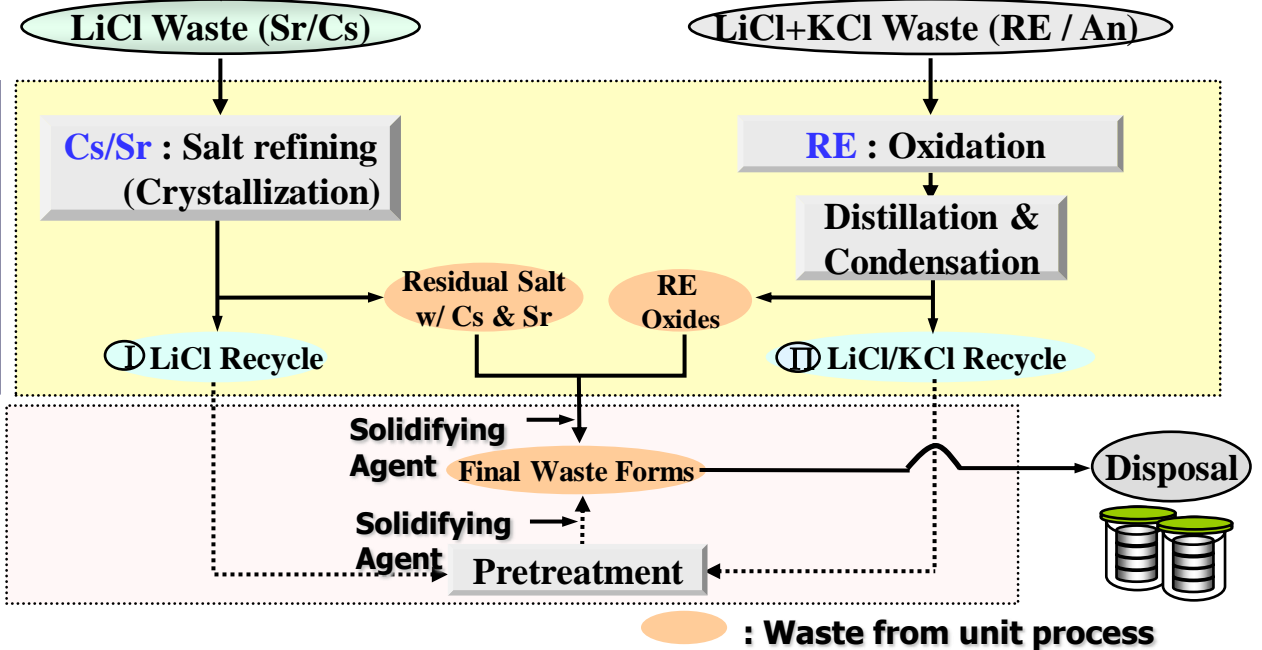 LiCl Waste (Sr/Cs)
LiCl+KCl Waste (RE / An)
Cs/Sr : Salt refining
(Crystallization)
RE : Oxidation
Distillation &
Condensation
Residual Salt
w/ Cs & Sr
RE
Oxides
Ⅰ LiCl Recycle
Ⅱ LiCl/KCl Recycle
Solidifying
Agent
Final Waste Forms
Disposal
Solidifying
Agent
Pretreatment
: Waste from unit process